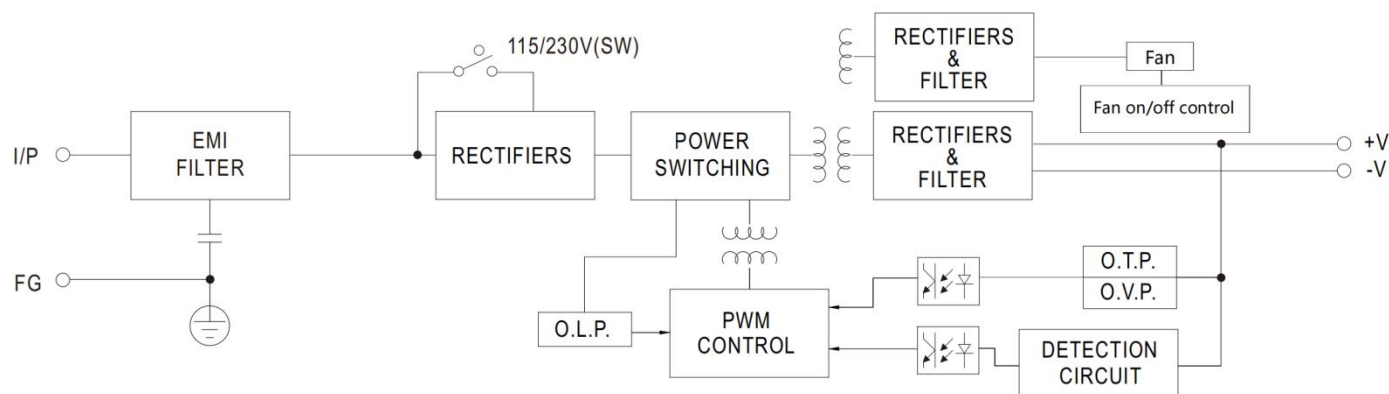 115/230V(SW)
RECTIFIERS
&
FILTER
Fan
Fan on/off control
I/P
EMI
FILTER
RECTIFIERS
POWER
SWITCHING
RECTIFIERS
&
FILTER
+V
-V
FG
O.L.P.
PWM
CONTROL
O.T.P.
O.V.P.
DETECTION
CIRCUIT